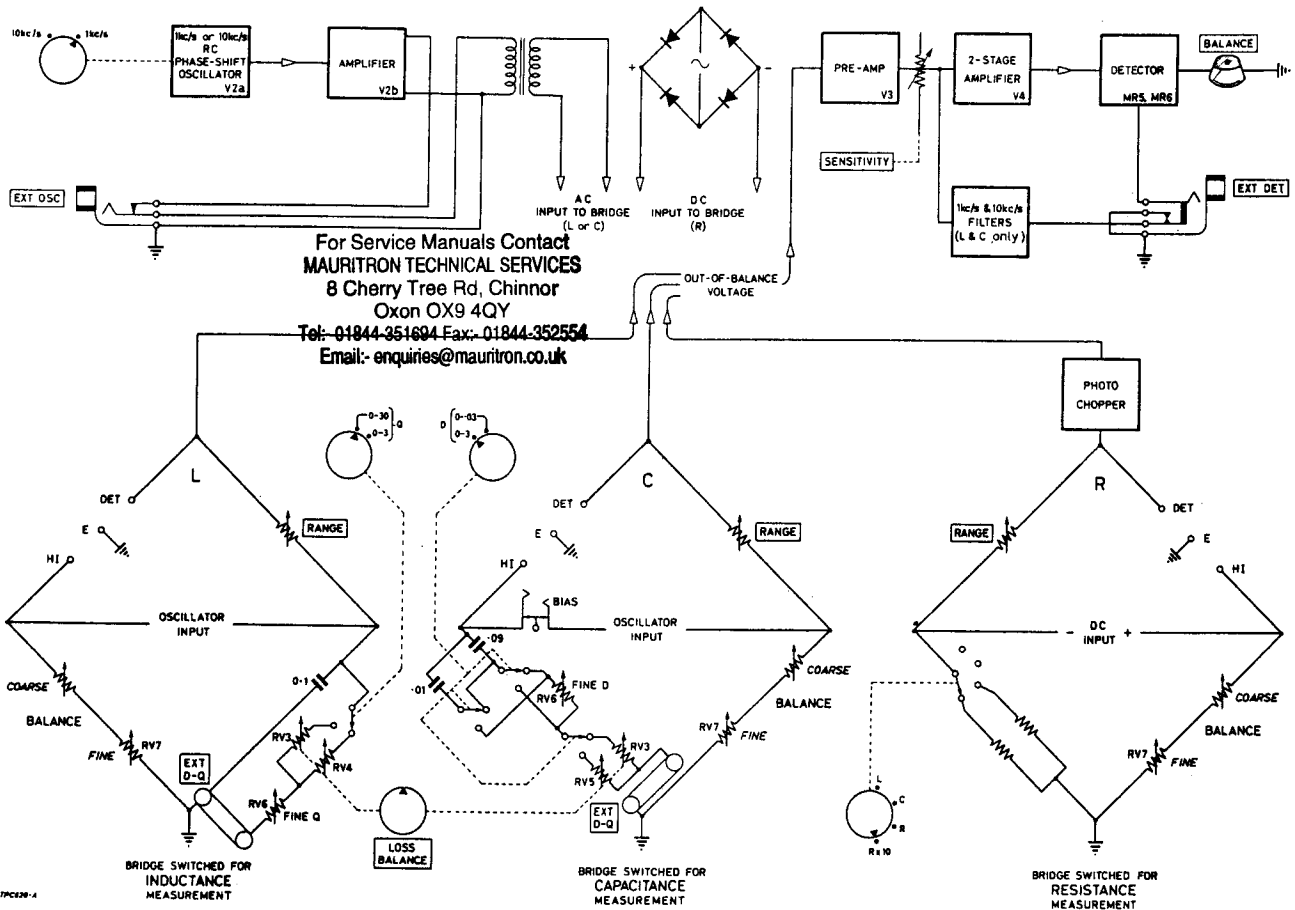 10kc/s
1kc/s
1kc/s or 10kc/s
RC
PHASE-SHIFT
OSCILLATOR
V2a
AMPLIFIER
V2b
+
-
PRE-AMP
V3
2-STAGE
AMPLIFIER
V4
DETECTOR
MR5, MR6
BALANCE
SENSITIVITY
EXT OSC
AC
INPUT TO BRIDGE
(L or C)
DC
INPUT TO BRIDGE
(R)
1kc/s & 10kc/s
FILTERS
(L & C only)
EXT DET
For Service Manuals Contact
MAURITRON TECHNICAL SERVICES
8 Cherry Tree Rd, Chinnor
Oxon OX9 4QY
Tel:- 01844-351694 Fax:- 01844-352554
Email:- enquiries@mauritron.co.uk
OUT-OF-BALANCE
VOLTAGE
PHOTO
CHOPPER
0-30
0-3
Q
D
0-·03
0-3
L
DET
E
HI
RANGE
OSCILLATOR
INPUT
COARSE
BALANCE
FINE
RV7
0·1
RV3
RV4
EXT
D-Q
RV6
FINE Q
LOSS
BALANCE
BRIDGE SWITCHED FOR
INDUCTANCE
MEASUREMENT
C
DET
E
HI
RANGE
BIAS
OSCILLATOR
INPUT
·09
·01
FINE D
RV6
RV3
RV5
EXT
D-Q
COARSE
BALANCE
RV7
FINE
BRIDGE SWITCHED FOR
CAPACITANCE
MEASUREMENT
R
DET
E
HI
RANGE
- DC +
INPUT
COARSE
BALANCE
RV7
FINE
L
C
R
R x 10
BRIDGE SWITCHED FOR
RESISTANCE
MEASUREMENT